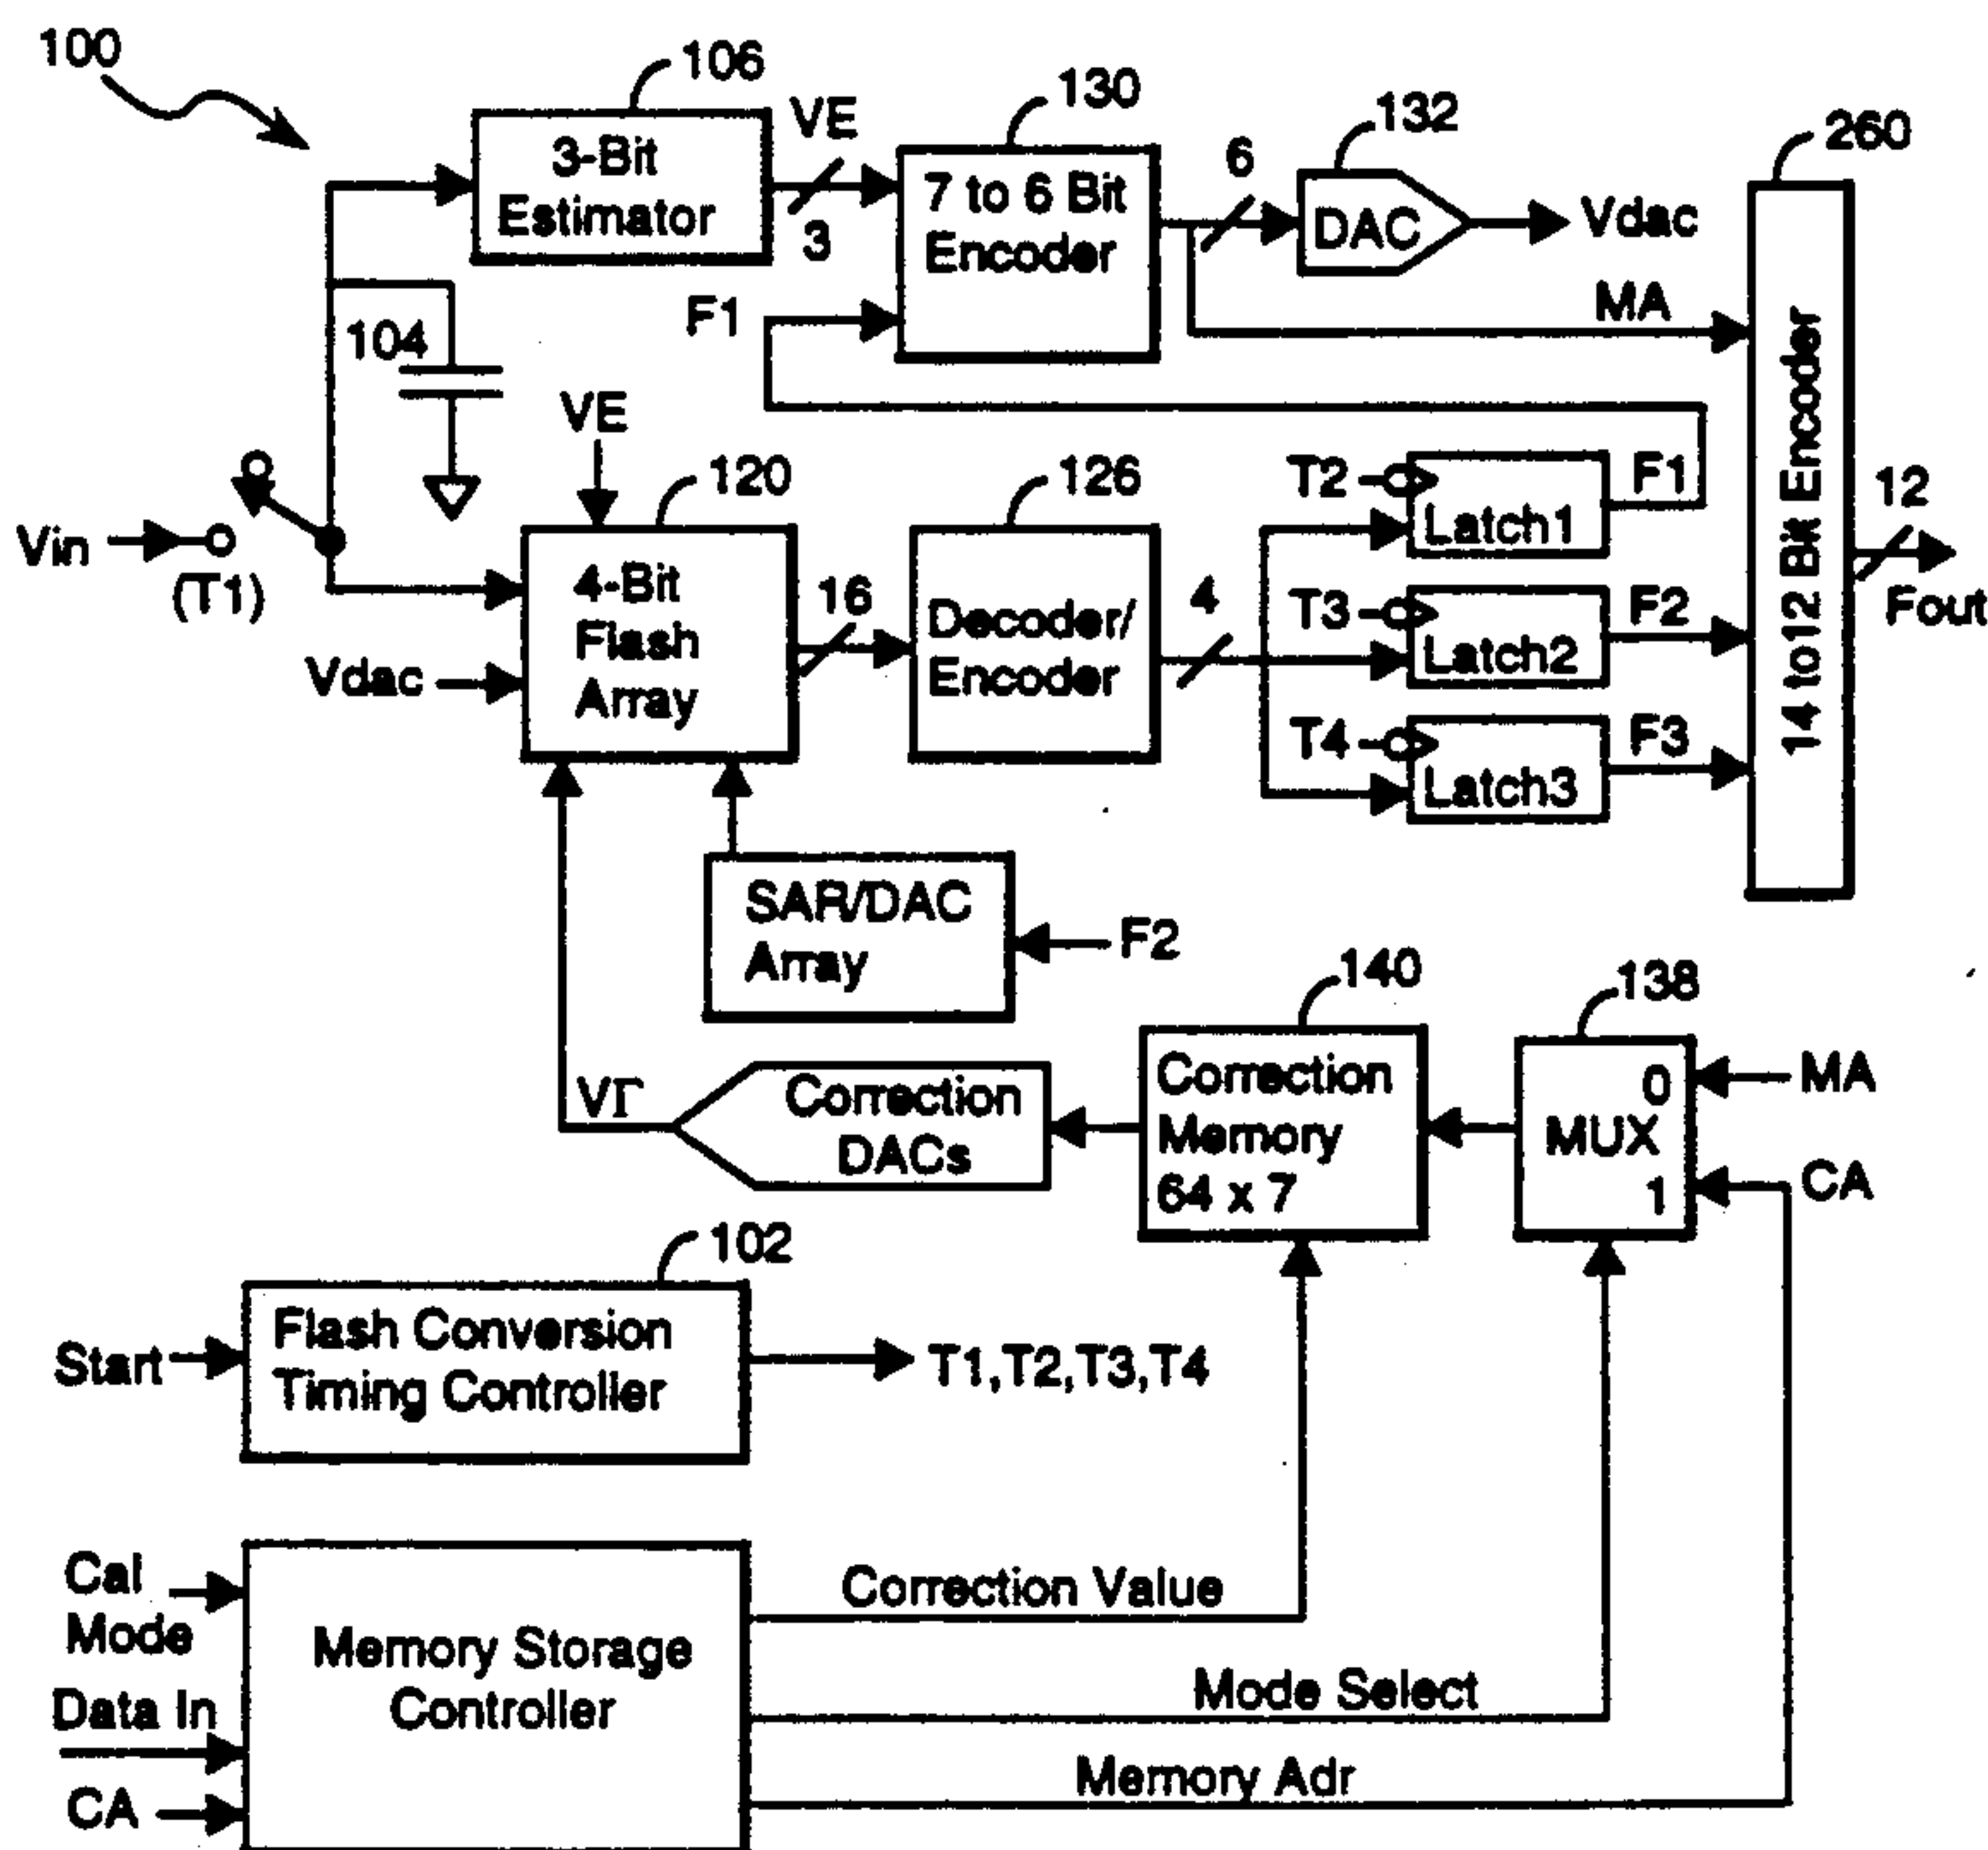 100
106
130
132
260
3-Bit
Estimator
VE
3
7 to 6 Bit
Encoder
6
DAC
Vdac
F1
MA
104
VE
120
126
T2
Latch1
F1
14 to 12 Bit Encoder
12
Fout
Vin
(T1)
4-Bit
Flash
Array
16
Decoder/
Encoder
4
T3
Latch2
F2
Vdac
T4
Latch3
F3
SAR/DAC
Array
F2
140
138
VΓ
Correction
DACs
Correction
Memory
64 x 7
0
MUX
1
MA
CA
102
Start
Flash Conversion
Timing Controller
T1,T2,T3,T4
Cal
Mode
Data In
CA
Memory Storage
Controller
Correction Value
Mode Select
Memory Adr